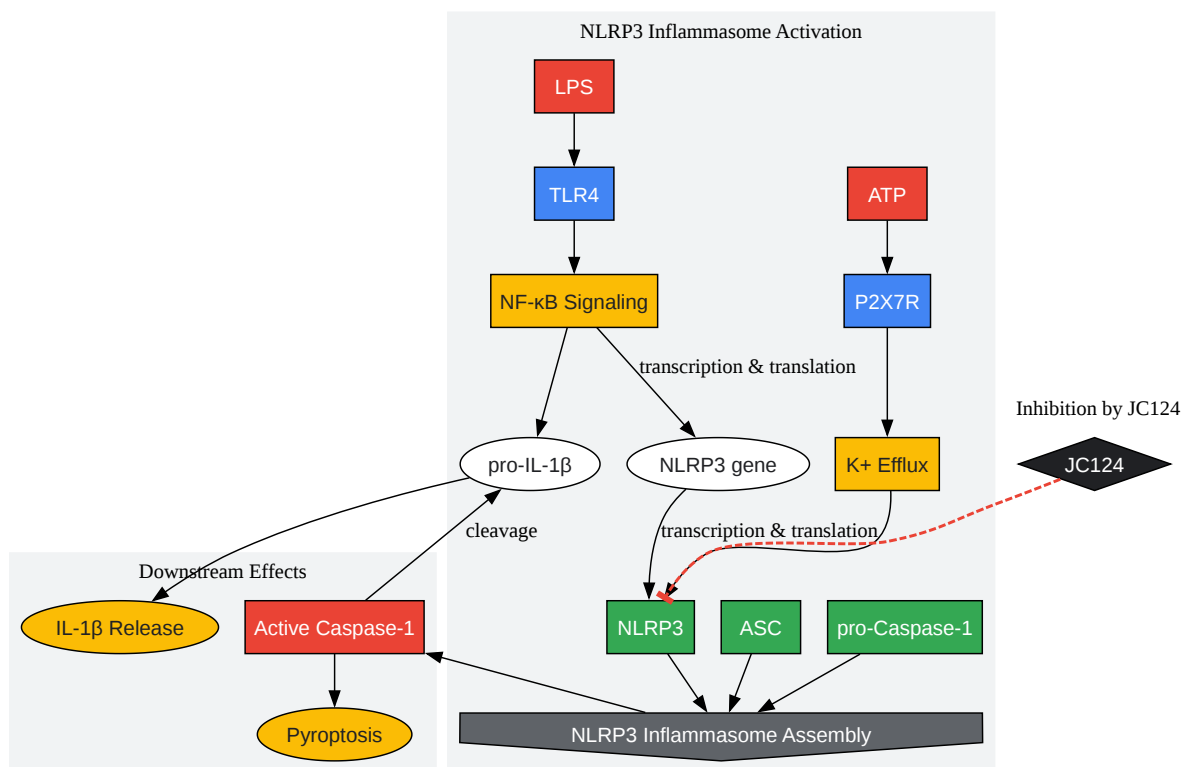 NLRP3 Inflammasome Activation
LPS
TLR4
ATP
NF-κB Signaling
P2X7R
transcription & translation
Inhibition by JC124
pro-IL-1β
NLRP3 gene
K+ Efflux
JC124
cleavage
transcription & translation
Downstream Effects
IL-1β Release
Active Caspase-1
NLRP3
ASC
pro-Caspase-1
Pyroptosis
NLRP3 Inflammasome Assembly